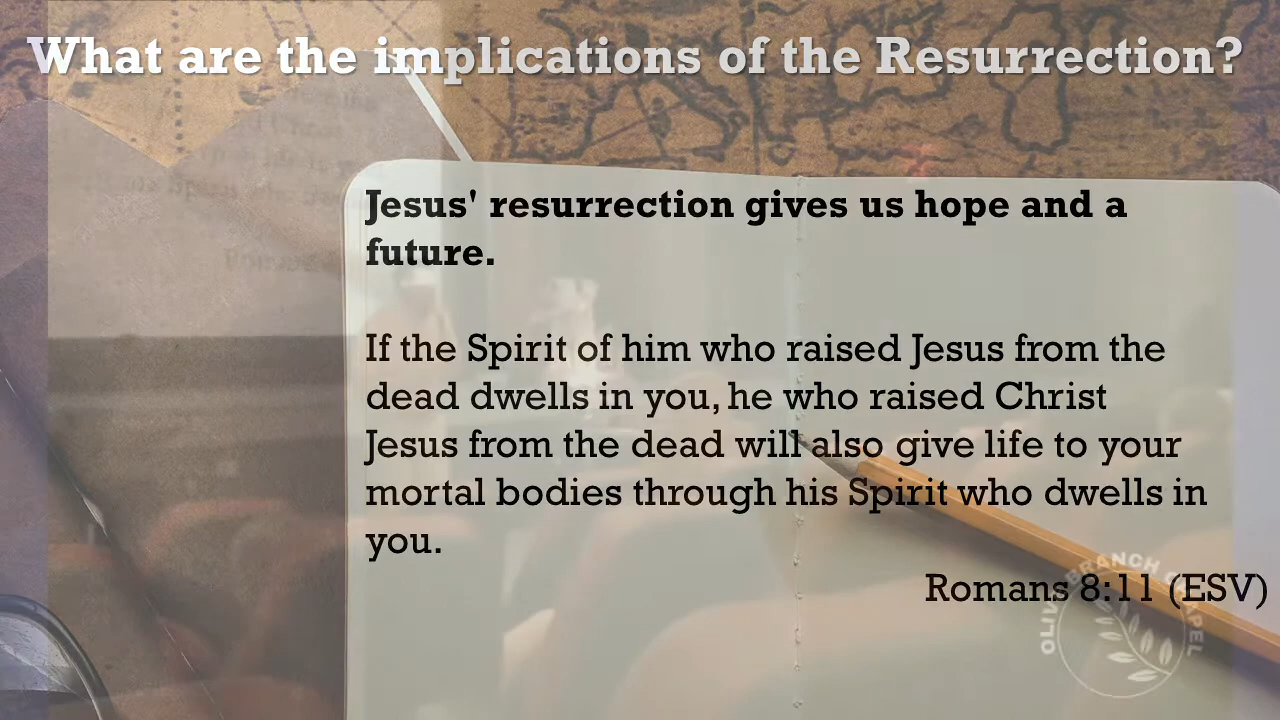 What are the implications of the Resurrection?
Jesus' resurrection gives us hope and a
future.
If the Spirit of him who raised Jesus from the
dead dwells in you, he who raised Christ
Jesus from the dead will also give life to your
mortal bodies through his Spirit who dwells in
you.
Romans 8:11 (ESV)
OLIVE BRANCH CHAPEL